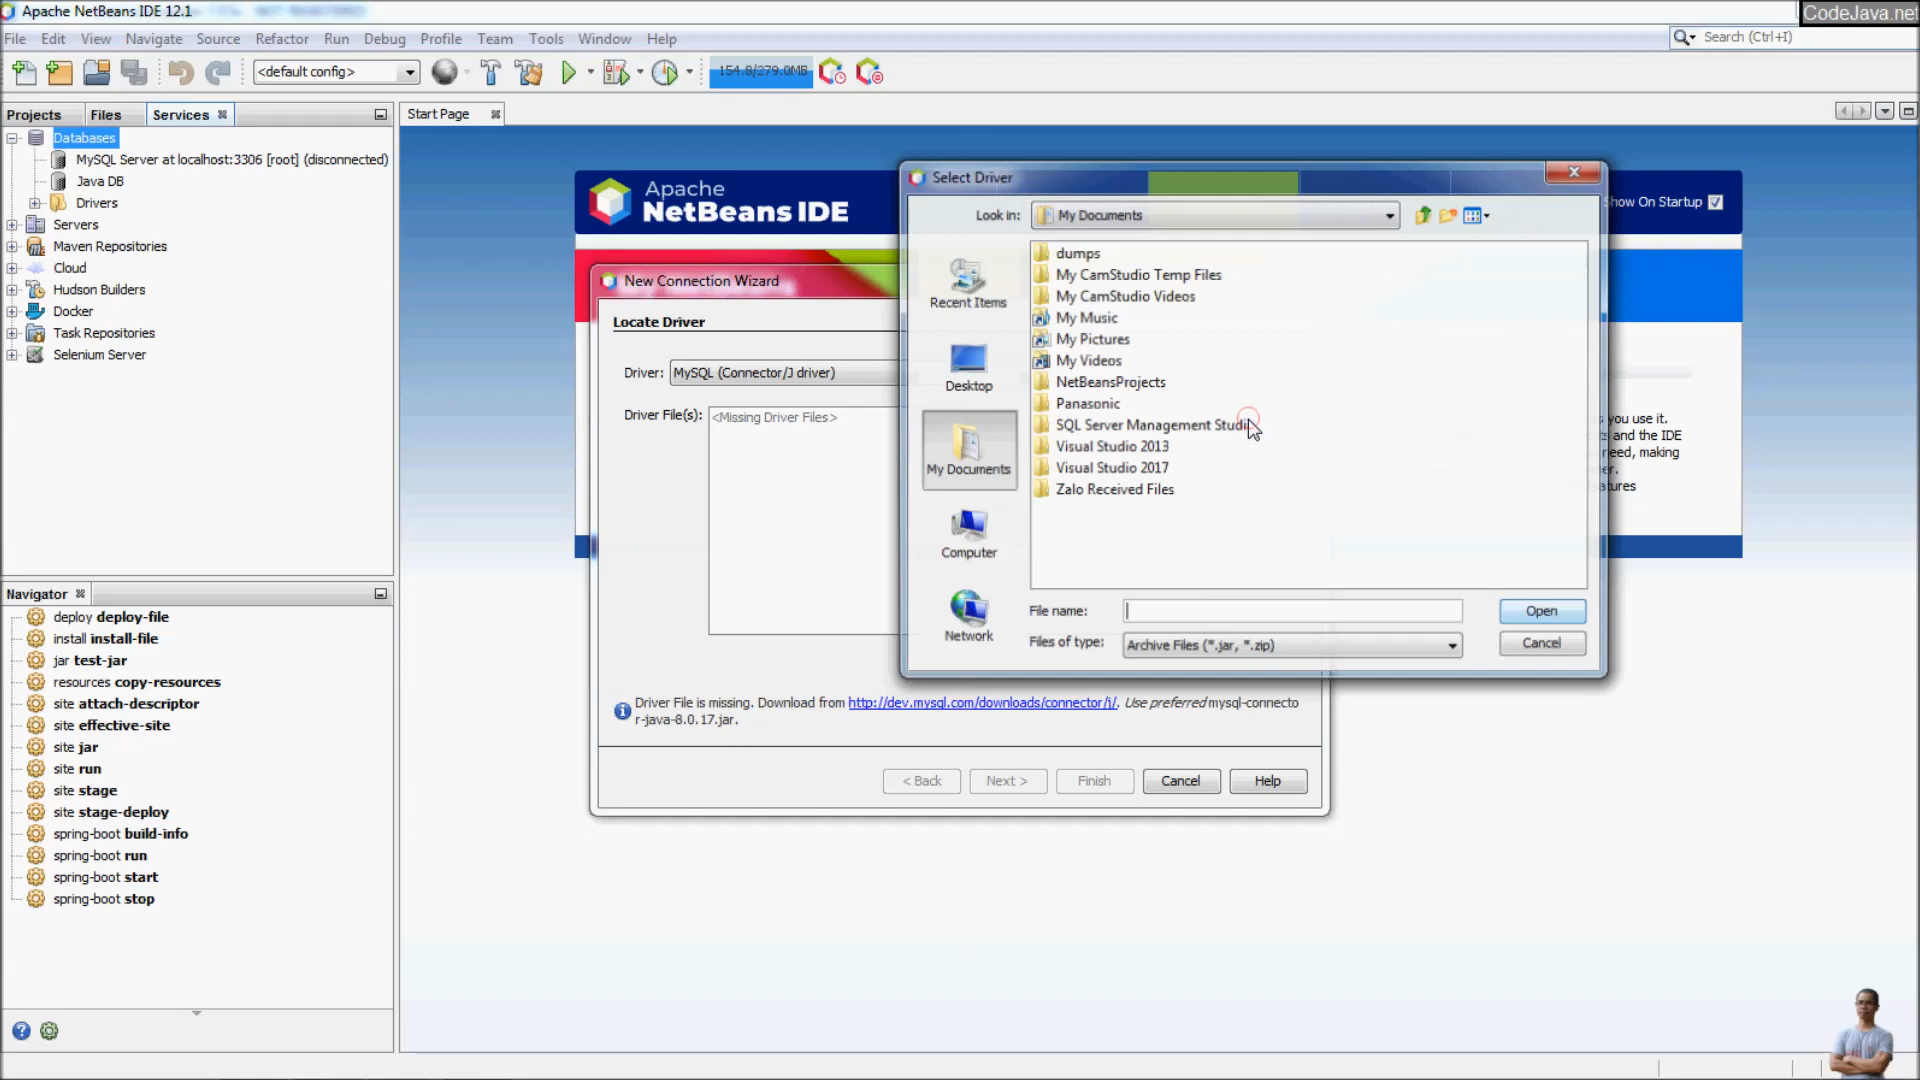 Apache NetBeans IDE 12.1
CodeJava.net
File Edit View Navigate Source Refactor Run Debug Profile Team Tools Window Help
Search (Ctrl+I)
<default config>
154.8/279.0MB
Projects Files Services
Start Page
Databases
MySQL Server at localhost:3306 [root] (disconnected)
Java DB
Drivers
Servers
Maven Repositories
Cloud
Hudson Builders
Docker
Task Repositories
Selenium Server
Navigator
deploy deploy-file
install install-file
jar test-jar
resources copy-resources
site attach-descriptor
site effective-site
site jar
site run
site stage
site stage-deploy
spring-boot build-info
spring-boot run
spring-boot start
spring-boot stop
Apache
NetBeans IDE
Show On Startup
you use it.
and the IDE
need, making
features
New Connection Wizard
Locate Driver
Driver: MySQL (Connector/J driver)
Driver File(s): <Missing Driver Files>
Driver File is missing. Download from http://dev.mysql.com/downloads/connector/j/. Use preferred mysql-connecto
r-java-8.0.17.jar.
< Back Next > Finish Cancel Help
Select Driver
Look in: My Documents
Recent Items
Desktop
My Documents
Computer
Network
dumps
My CamStudio Temp Files
My CamStudio Videos
My Music
My Pictures
My Videos
NetBeansProjects
Panasonic
SQL Server Management Studio
Visual Studio 2013
Visual Studio 2017
Zalo Received Files
File name:
Open
Files of type: Archive Files (*.jar, *.zip)
Cancel